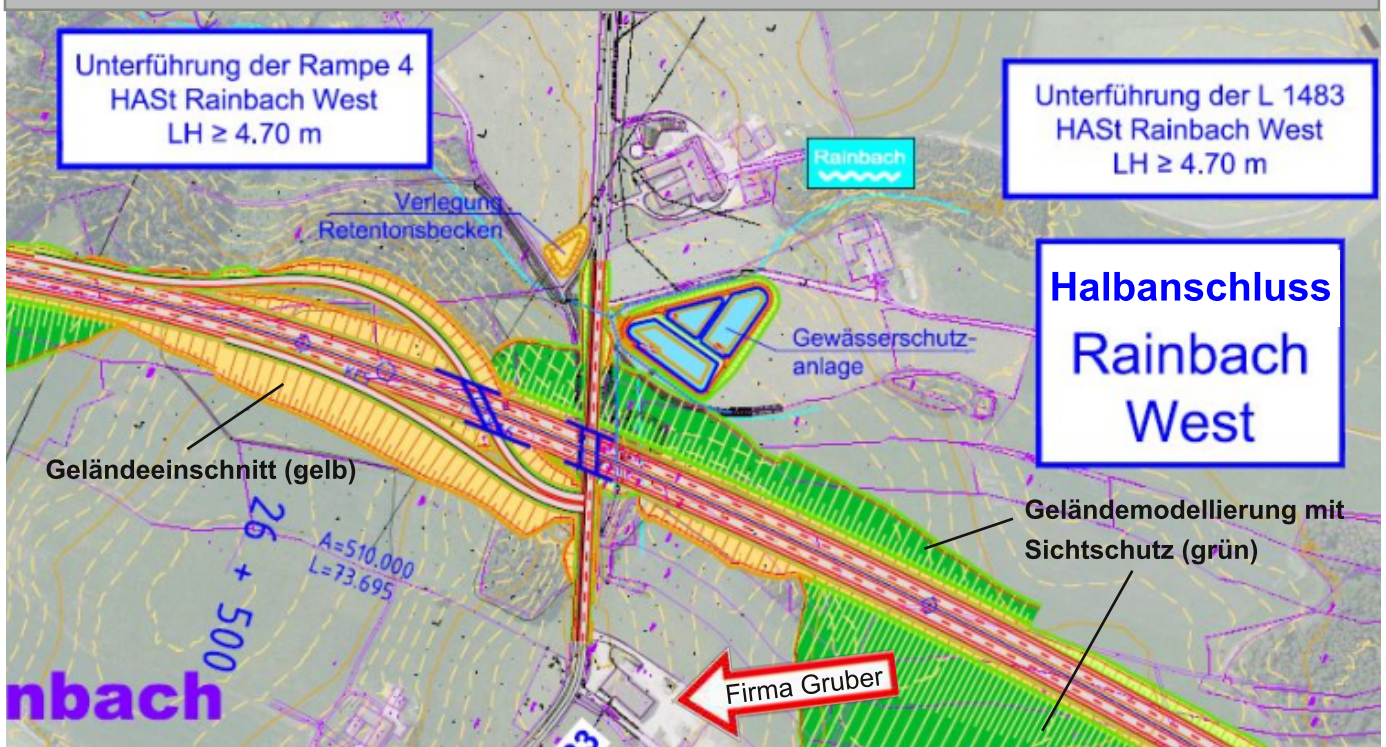 Unterführung der Rampe 4
HASt Rainbach West
LH ≥ 4.70 m
Unterführung der L 1483
HASt Rainbach West
LH ≥ 4.70 m
Rainbach
Verlegung
Retentonsbecken
Halbanschluss
Rainbach
West
Gewässerschutz-
anlage
Geländeeinschnitt (gelb)
Geländemodellierung mit
Sichtschutz (grün)
26 + 500
A=510.000
L=73.695
Firma Gruber
nbach